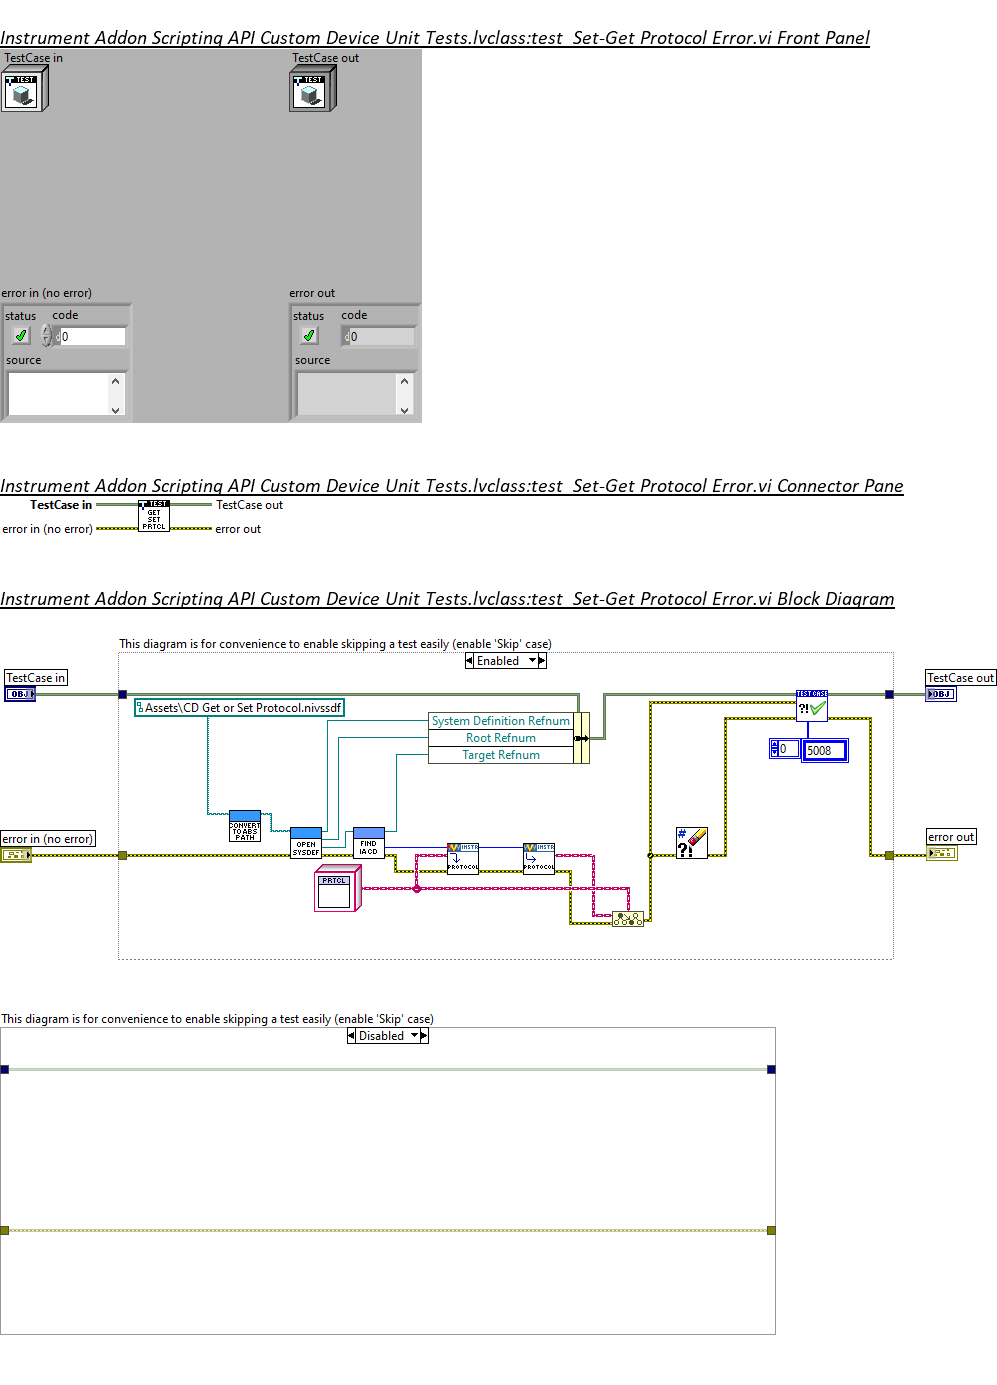 Instrument Addon Scripting API Custom Device Unit Tests.lvclass:test_Set-Get Protocol Error.vi Front Panel
TestCase in
TestCase out
TEST
TEST
error in (no error)
error out
status
code
status
code
d 0
d 0
source
source
Instrument Addon Scripting API Custom Device Unit Tests.lvclass:test_Set-Get Protocol Error.vi Connector Pane
TestCase in
TEST
GET
SET
PRTCL
TestCase out
error in (no error)
error out
Instrument Addon Scripting API Custom Device Unit Tests.lvclass:test_Set-Get Protocol Error.vi Block Diagram
This diagram is for convenience to enable skipping a test easily (enable 'Skip' case)
Enabled
TestCase in
OBJ
TestCase out
OBJ
Assets\CD Get or Set Protocol.nivssdf
System Definition Refnum
Root Refnum
Target Refnum
TEST CASE
?!
0
5008
CONVERT
TO ABS
PATH
OPEN
SYSDEF
FIND
IA CD
INSTR
PROTOCOL
INSTR
PROTOCOL
#
?!
error in (no error)
error out
PRTCL
This diagram is for convenience to enable skipping a test easily (enable 'Skip' case)
Disabled